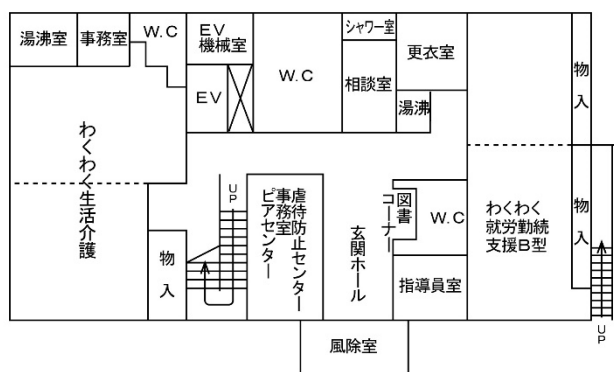 湯沸室
事務室
W.C
EV
機械室
EV
W.C
シャワー室
相談室
更衣室
湯沸
物入
わくわく生活介護
物入
UP
虐待防止センター
事務室
ピアセンター
玄関ホール
図書
コーナー
W.C
指導員室
わくわく
就労勤続
支援B型
物入
UP
風除室